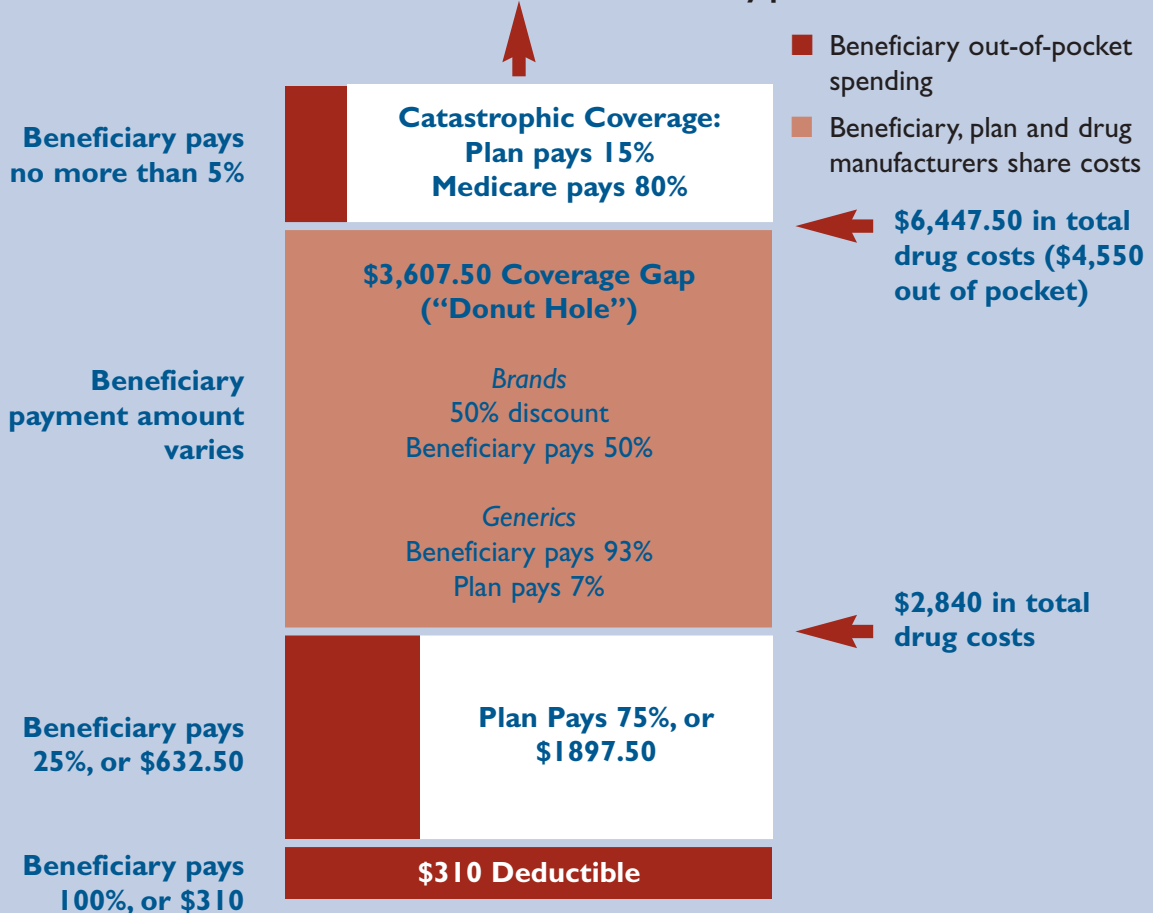 Beneficiary out-of-pocket
spending
Beneficiary, plan and drug
manufacturers share costs
Beneficiary pays
no more than 5%
Catastrophic Coverage:
Plan pays 15%
Medicare pays 80%
$6,447.50 in total
drug costs ($4,550
out of pocket)
Beneficiary
payment amount
varies
$3,607.50 Coverage Gap
(“Donut Hole”)
Brands
50% discount
Beneficiary pays 50%
Generics
Beneficiary pays 93%
Plan pays 7%
$2,840 in total
drug costs
Beneficiary pays
25%, or $632.50
Plan Pays 75%, or
$1897.50
Beneficiary pays
100%, or $310
$310 Deductible